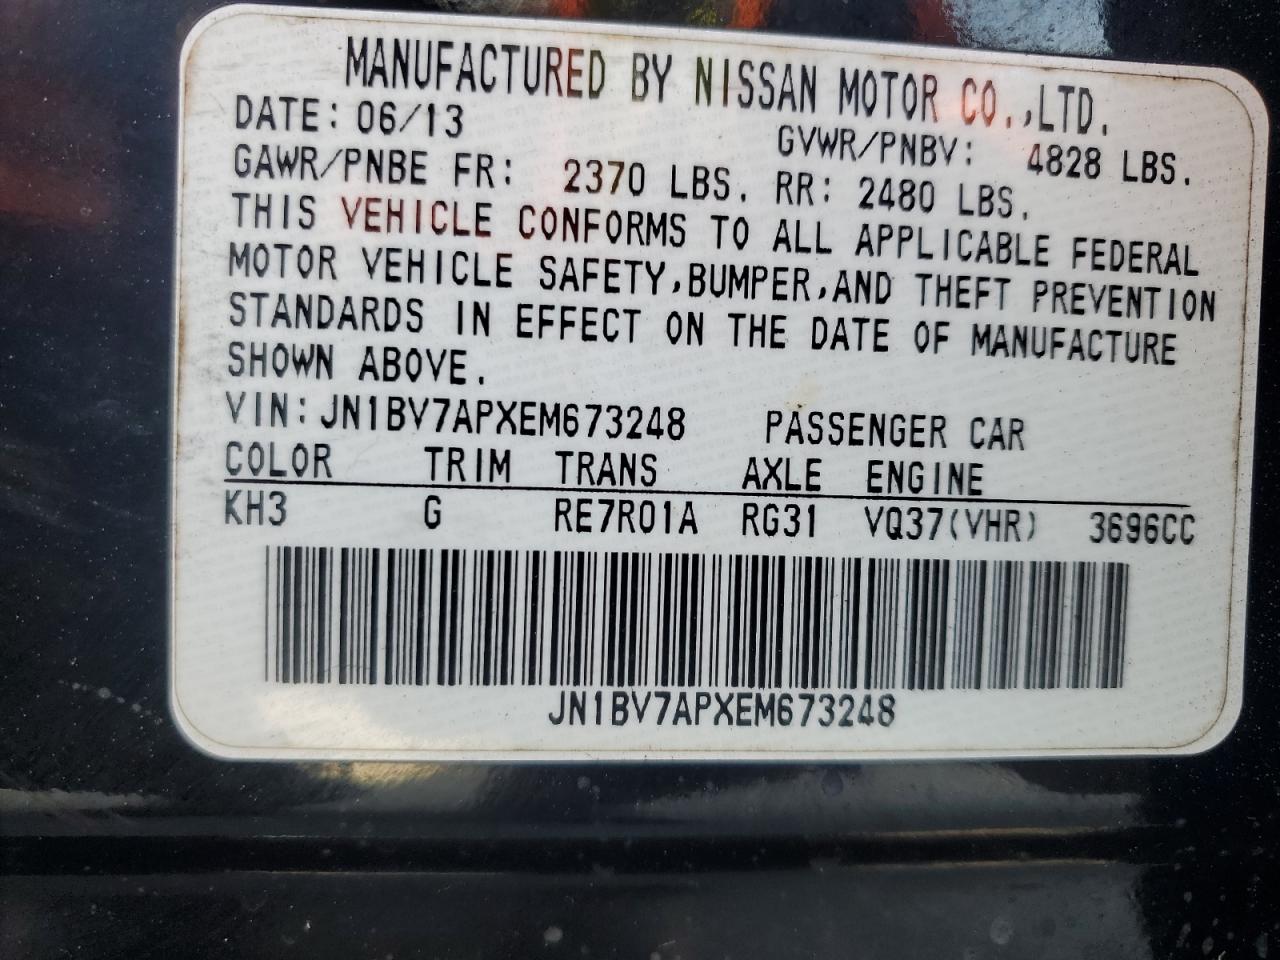 MANUFACTURED BY NISSAN MOTOR CO.,LTD.
DATE: 06/13 GVWR/PNBV: 4828 LBS.
GAWR/PNBE FR: 2370 LBS. RR: 2480 LBS.
THIS VEHICLE CONFORMS TO ALL APPLICABLE FEDERAL
MOTOR VEHICLE SAFETY,BUMPER,AND THEFT PREVENTION
STANDARDS IN EFFECT ON THE DATE OF MANUFACTURE
SHOWN ABOVE.
VIN:JN1BV7APXEM673248 PASSENGER CAR
COLOR TRIM TRANS AXLE ENGINE
KH3 G RE7R01A RG31 VQ37(VHR) 3696CC
JN1BV7APXEM673248